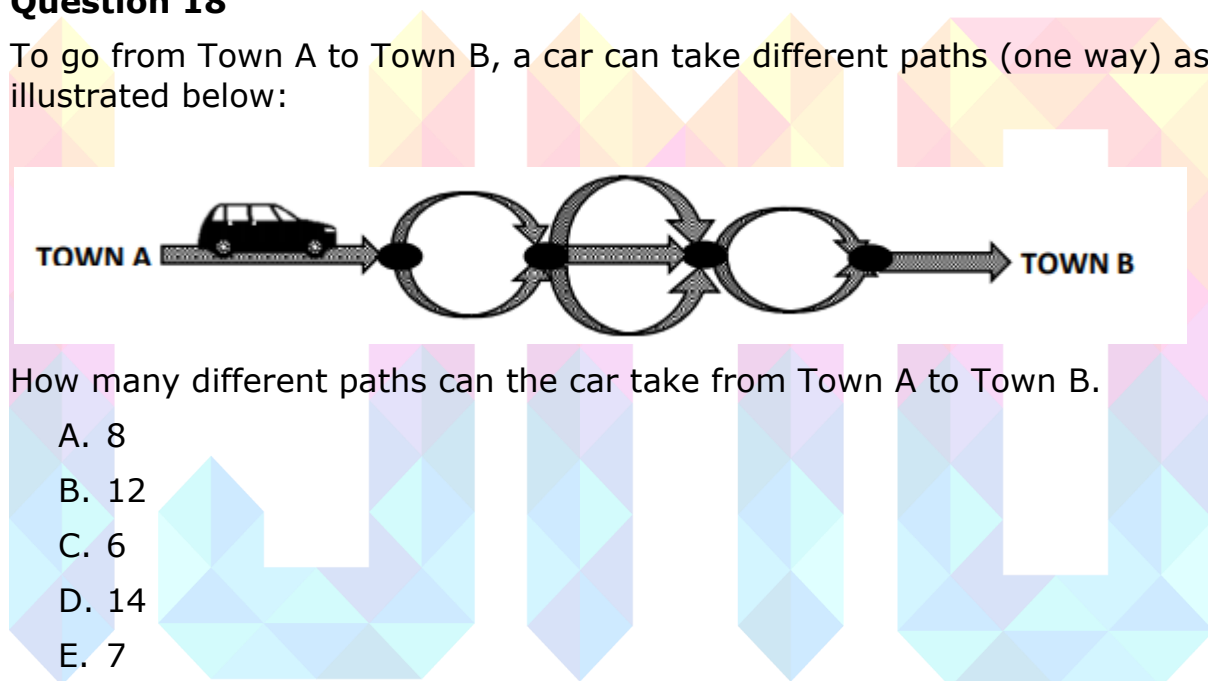 Question 18
To go from Town A to Town B, a car can take different paths (one way) as
illustrated below:
TOWN A
TOWN B
How many different paths can the car take from Town A to Town B.
A. 8
B. 12
C. 6
D. 14
E. 7